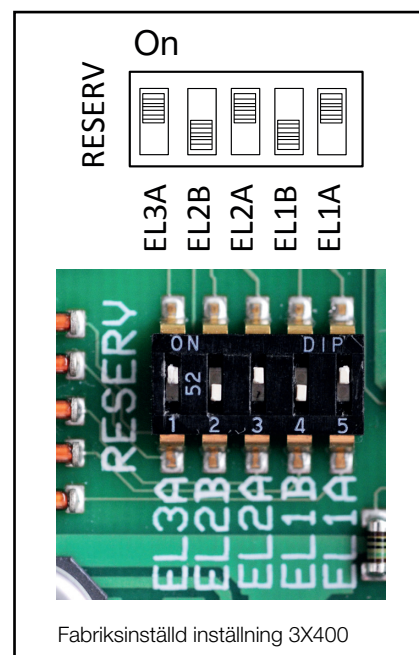 On
RESERV
EL3A
EL2B
EL2A
EL1B
EL1A
RESERV
ON DIP
52
1 2 3 4 5
EL3A
EL2B
EL2A
EL1B
EL1A
Fabriksinställd inställning 3X400